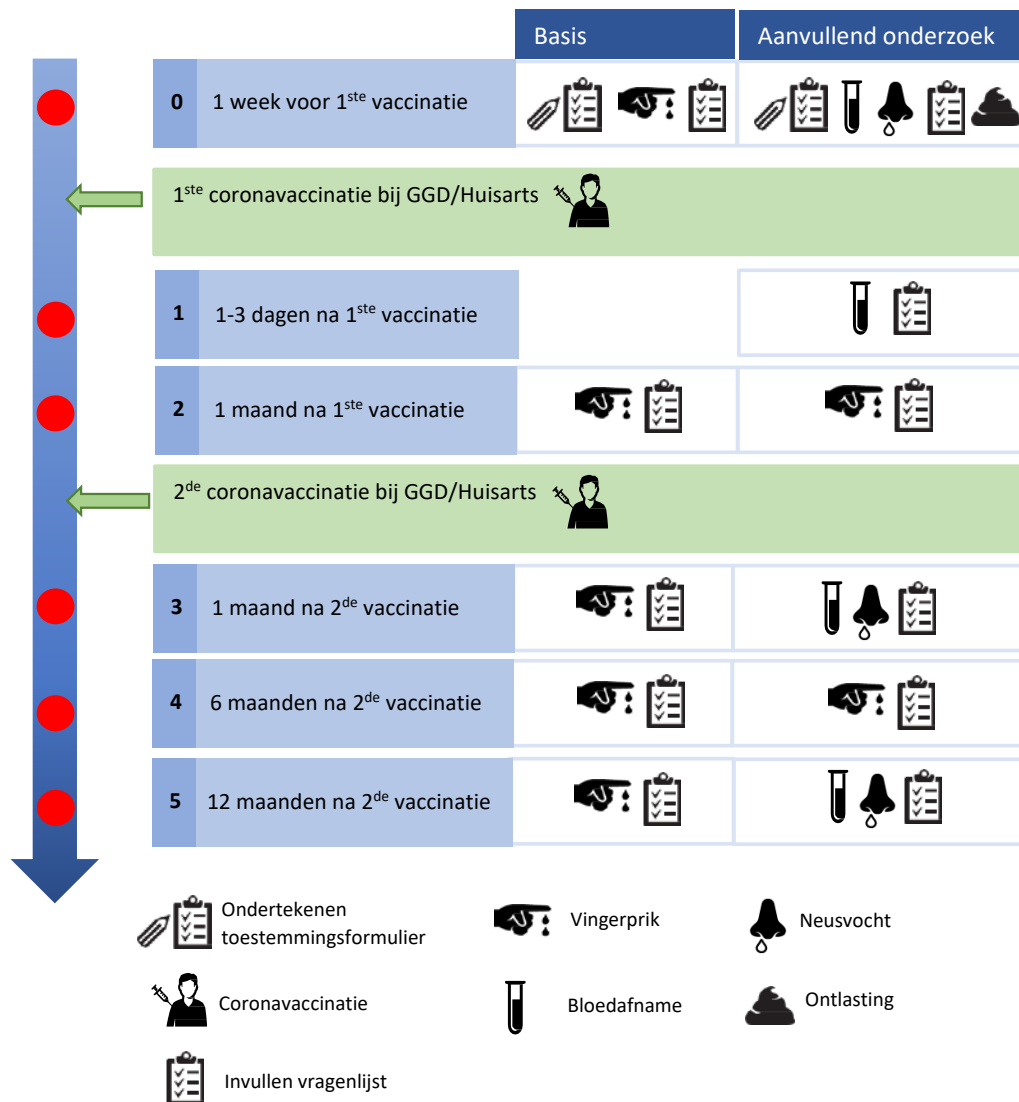 Basis Aanvullend onderzoek
0 1 week voor 1ste vaccinatie
1ste coronavaccinatie bij GGD/Huisarts
1 1-3 dagen na 1ste vaccinatie
2 1 maand na 1ste vaccinatie
2de coronavaccinatie bij GGD/Huisarts
3 1 maand na 2de vaccinatie
4 6 maanden na 2de vaccinatie
5 12 maanden na 2de vaccinatie
Ondertekenen
toestemmingsformulier
Vingerprik
Neusvocht
Coronavaccinatie
Bloedafname
Ontlasting
Invullen vragenlijst